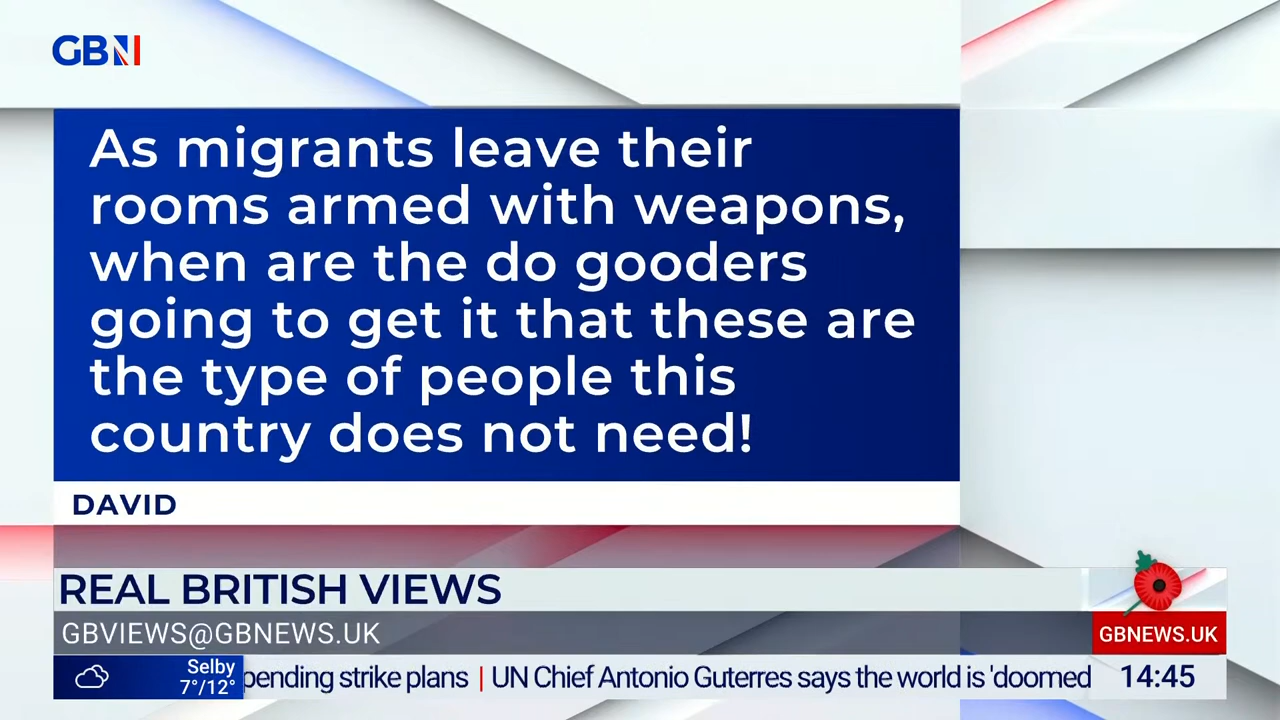 GBN
As migrants leave their
rooms armed with weapons,
when are the do gooders
going to get it that these are
the type of people this
country does not need!
DAVID
REAL BRITISH VIEWS
GBVIEWS@GBNEWS.UK
GBNEWS.UK
Selby
7°/12°
pending strike plans | UN Chief Antonio Guterres says the world is 'doomed
14:45